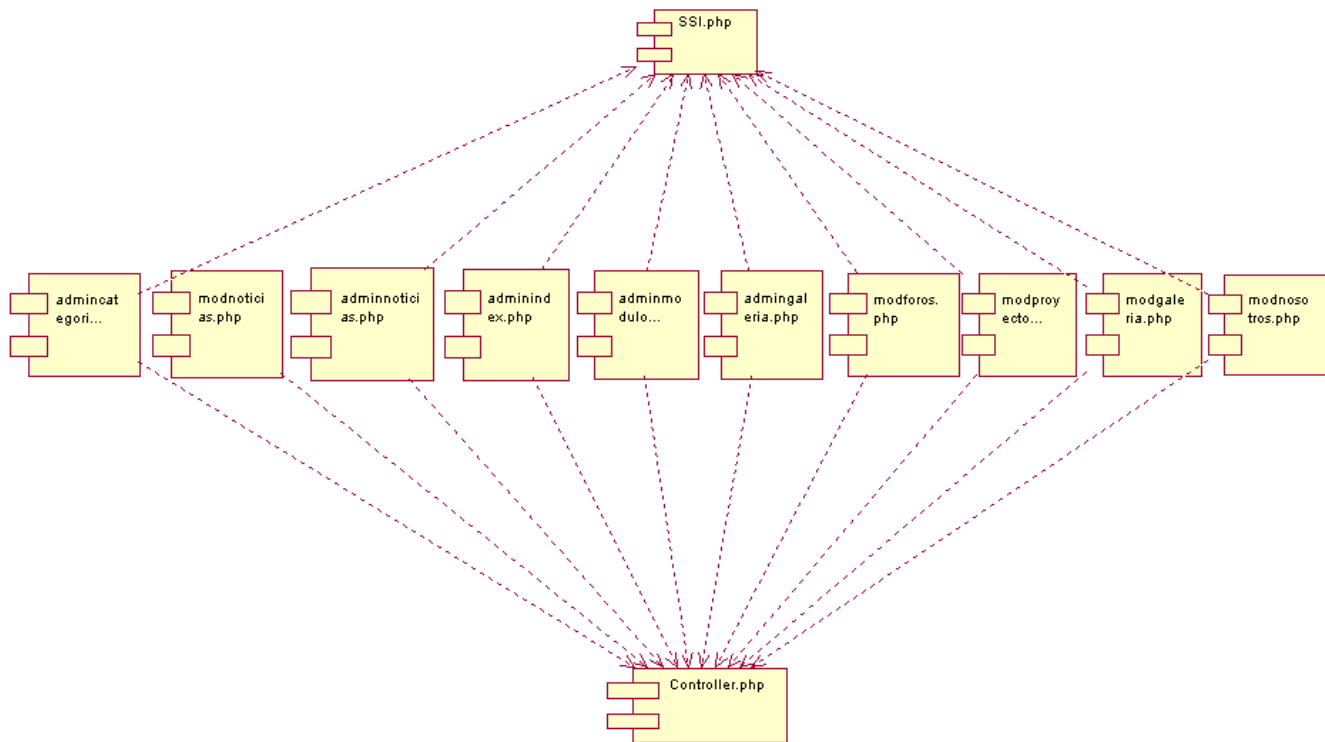 SSI.php
admincat
egori...
modnotici
as.php
adminnotici
as.php
adminind
ex.php
adminmo
dulo...
admingal
eria.php
modforos.
php
modproy
ecto...
modgale
ria.php
modnoso
tros.php
Controller.php